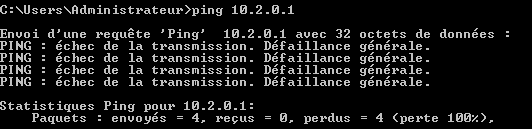 C:\Users\Administrateur>ping 10.2.0.1
Envoi d'une requête 'Ping'  10.2.0.1 avec 32 octets de données :
PING : échec de la transmission. Défaillance générale.
PING : échec de la transmission. Défaillance générale.
PING : échec de la transmission. Défaillance générale.
PING : échec de la transmission. Défaillance générale.
Statistiques Ping pour 10.2.0.1:
    Paquets : envoyés = 4, reçus = 0, perdus = 4 (perte 100%),